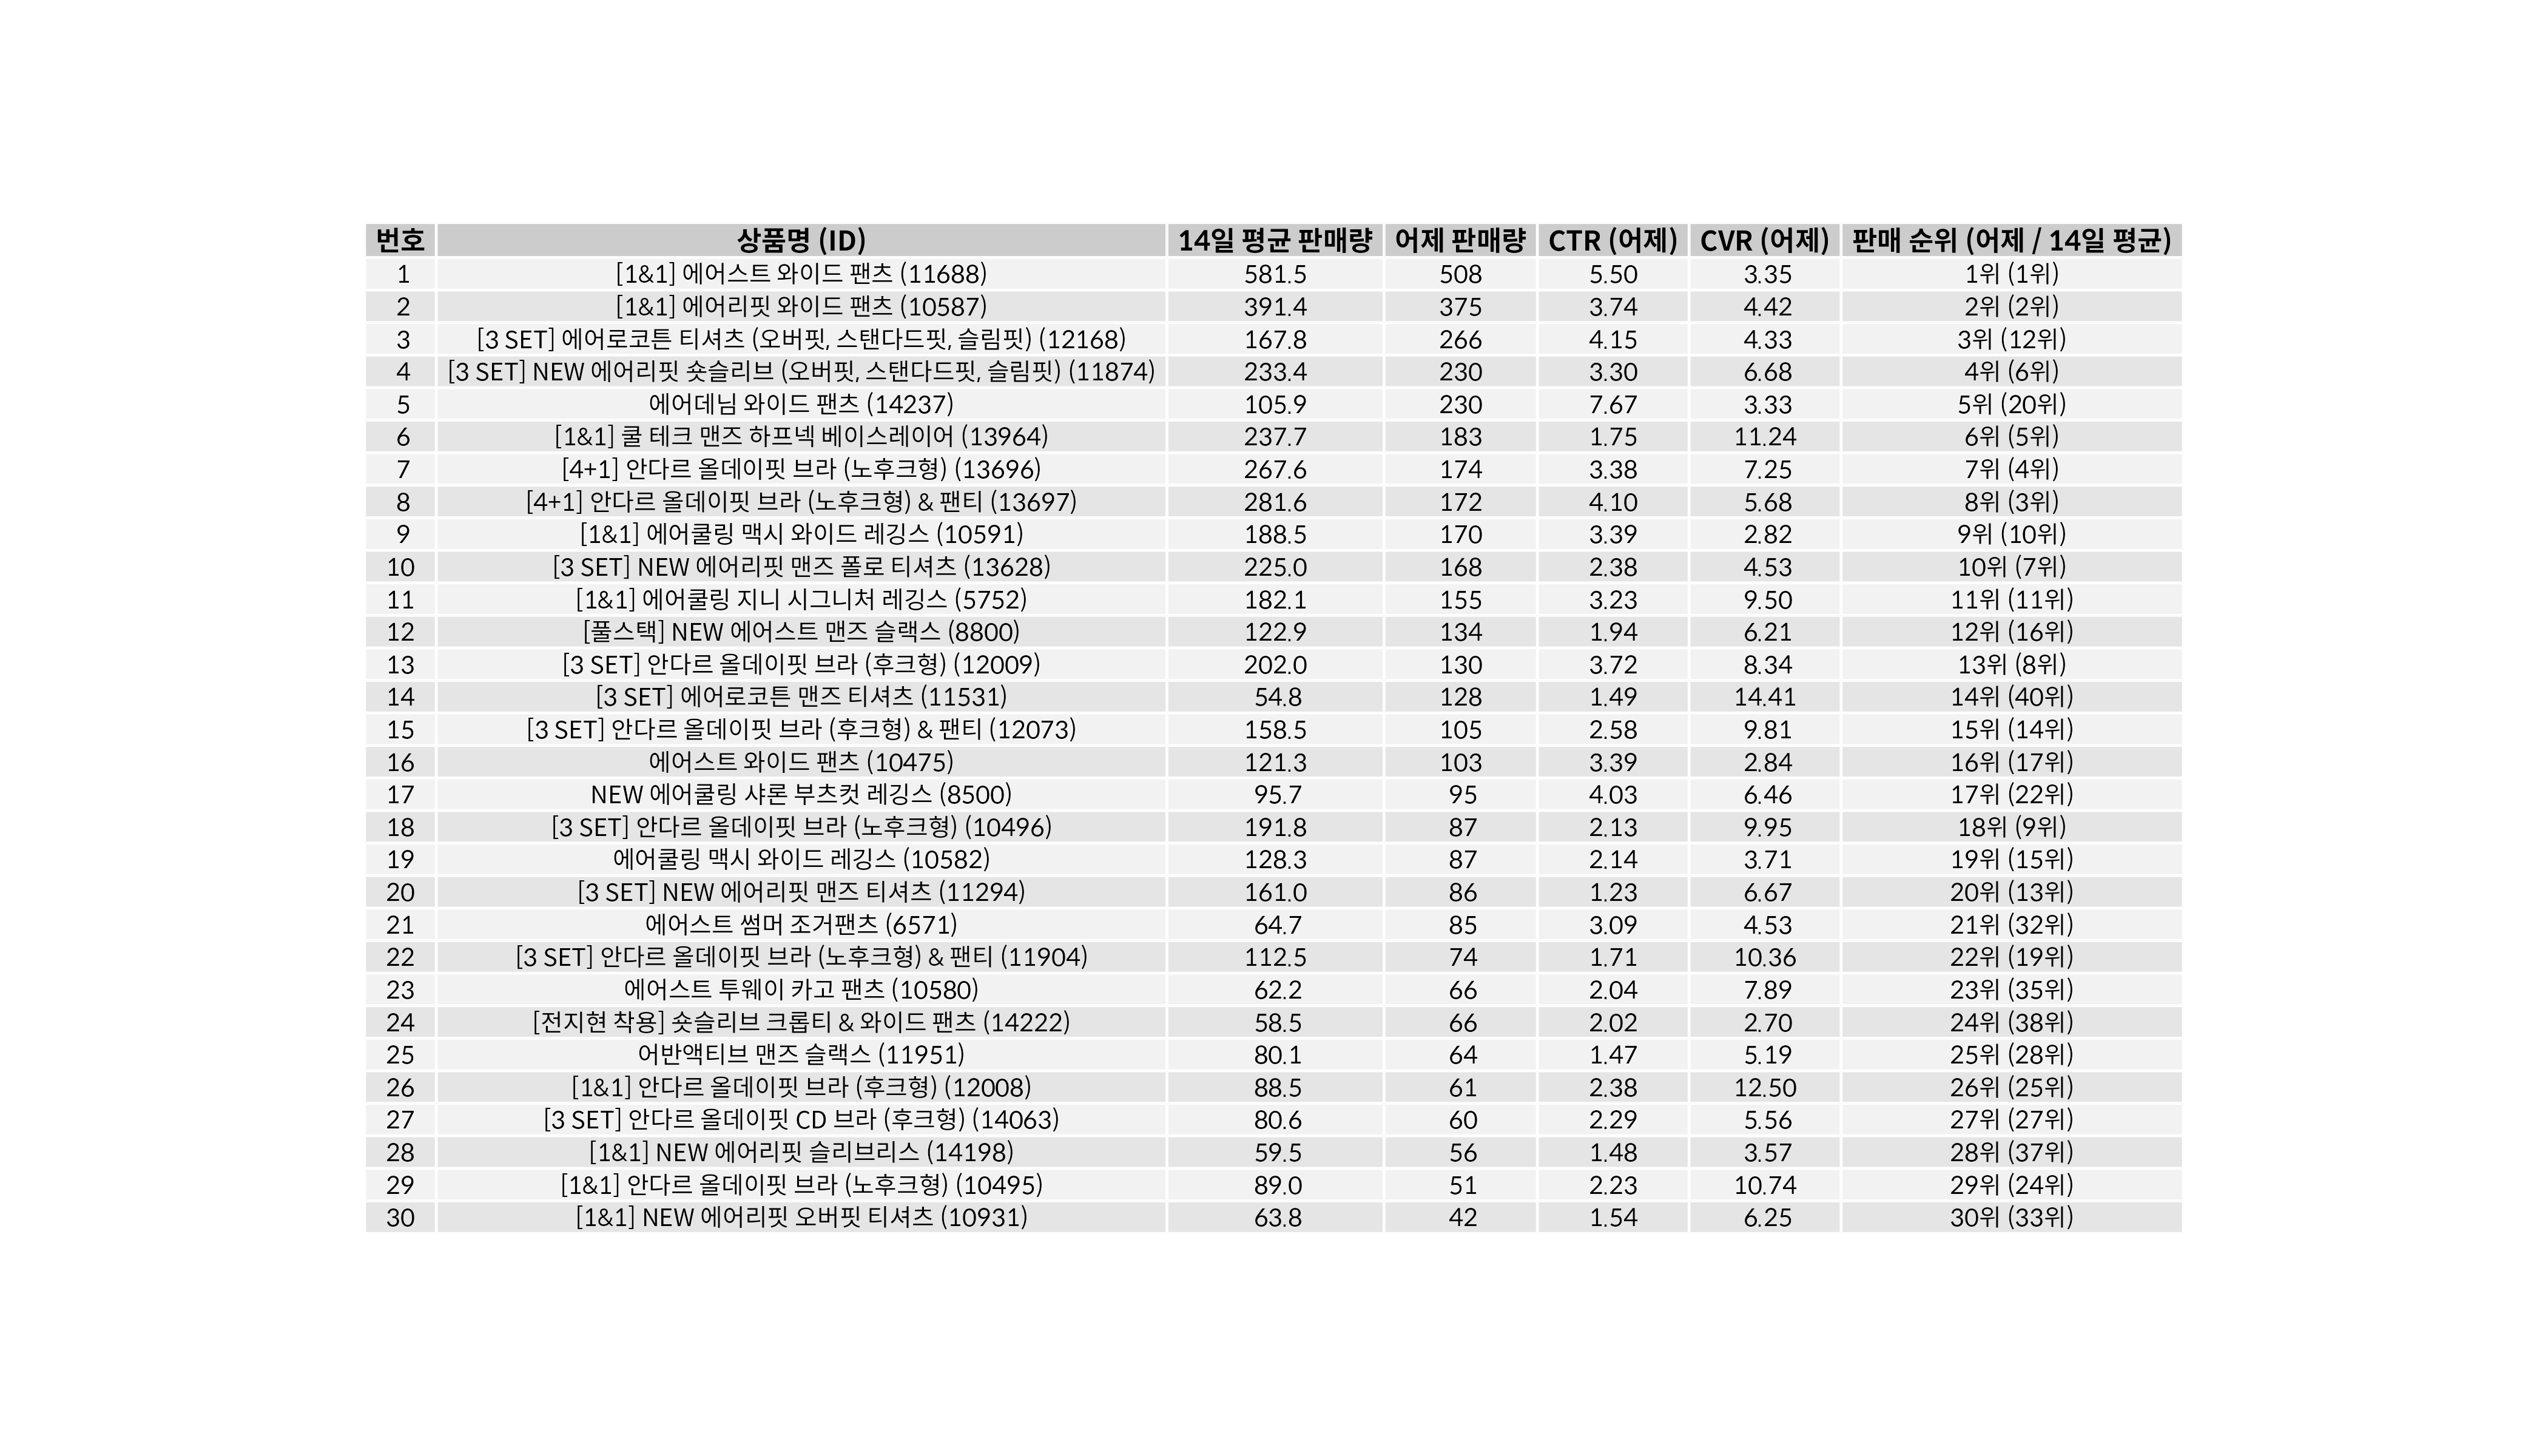 번호 상품명 (ID) 14일 평균 판매량 어제 판매량 CTR (어제) CVR (어제) 판매 순위 (어제 / 14일 평균)
1 [1&1] 에어스트 와이드 팬츠 (11688) 581.5 508 5.50 3.35 1위 (1위)
2 [1&1] 에어리핏 와이드 팬츠 (10587) 391.4 375 3.74 4.42 2위 (2위)
3 [3 SET] 에어로코튼 티셔츠 (오버핏, 스탠다드핏, 슬림핏) (12168) 167.8 266 4.15 4.33 3위 (12위)
4 [3 SET] NEW 에어리핏 숏슬리브 (오버핏, 스탠다드핏, 슬림핏) (11874) 233.4 230 3.30 6.68 4위 (6위)
5 에어데님 와이드 팬츠 (14237) 105.9 230 7.67 3.33 5위 (20위)
6 [1&1] 쿨 테크 맨즈 하프넥 베이스레이어 (13964) 237.7 183 1.75 11.24 6위 (5위)
7 [4+1] 안다르 올데이핏 브라 (노후크형) (13696) 267.6 174 3.38 7.25 7위 (4위)
8 [4+1] 안다르 올데이핏 브라 (노후크형) & 팬티 (13697) 281.6 172 4.10 5.68 8위 (3위)
9 [1&1] 에어쿨링 맥시 와이드 레깅스 (10591) 188.5 170 3.39 2.82 9위 (10위)
10 [3 SET] NEW 에어리핏 맨즈 폴로 티셔츠 (13628) 225.0 168 2.38 4.53 10위 (7위)
11 [1&1] 에어쿨링 지니 시그니처 레깅스 (5752) 182.1 155 3.23 9.50 11위 (11위)
12 [풀스택] NEW 에어스트 맨즈 슬랙스 (8800) 122.9 134 1.94 6.21 12위 (16위)
13 [3 SET] 안다르 올데이핏 브라 (후크형) (12009) 202.0 130 3.72 8.34 13위 (8위)
14 [3 SET] 에어로코튼 맨즈 티셔츠 (11531) 54.8 128 1.49 14.41 14위 (40위)
15 [3 SET] 안다르 올데이핏 브라 (후크형) & 팬티 (12073) 158.5 105 2.58 9.81 15위 (14위)
16 에어스트 와이드 팬츠 (10475) 121.3 103 3.39 2.84 16위 (17위)
17 NEW 에어쿨링 샤론 부츠컷 레깅스 (8500) 95.7 95 4.03 6.46 17위 (22위)
18 [3 SET] 안다르 올데이핏 브라 (노후크형) (10496) 191.8 87 2.13 9.95 18위 (9위)
19 에어쿨링 맥시 와이드 레깅스 (10582) 128.3 87 2.14 3.71 19위 (15위)
20 [3 SET] NEW 에어리핏 맨즈 티셔츠 (11294) 161.0 86 1.23 6.67 20위 (13위)
21 에어스트 썸머 조거팬츠 (6571) 64.7 85 3.09 4.53 21위 (32위)
22 [3 SET] 안다르 올데이핏 브라 (노후크형) & 팬티 (11904) 112.5 74 1.71 10.36 22위 (19위)
23 에어스트 투웨이 카고 팬츠 (10580) 62.2 66 2.04 7.89 23위 (35위)
24 [전지현 착용] 숏슬리브 크롭티 & 와이드 팬츠 (14222) 58.5 66 2.02 2.70 24위 (38위)
25 어반액티브 맨즈 슬랙스 (11951) 80.1 64 1.47 5.19 25위 (28위)
26 [1&1] 안다르 올데이핏 브라 (후크형) (12008) 88.5 61 2.38 12.50 26위 (25위)
27 [3 SET] 안다르 올데이핏 CD 브라 (후크형) (14063) 80.6 60 2.29 5.56 27위 (27위)
28 [1&1] NEW 에어리핏 슬리브리스 (14198) 59.5 56 1.48 3.57 28위 (37위)
29 [1&1] 안다르 올데이핏 브라 (노후크형) (10495) 89.0 51 2.23 10.74 29위 (24위)
30 [1&1] NEW 에어리핏 오버핏 티셔츠 (10931) 63.8 42 1.54 6.25 30위 (33위)